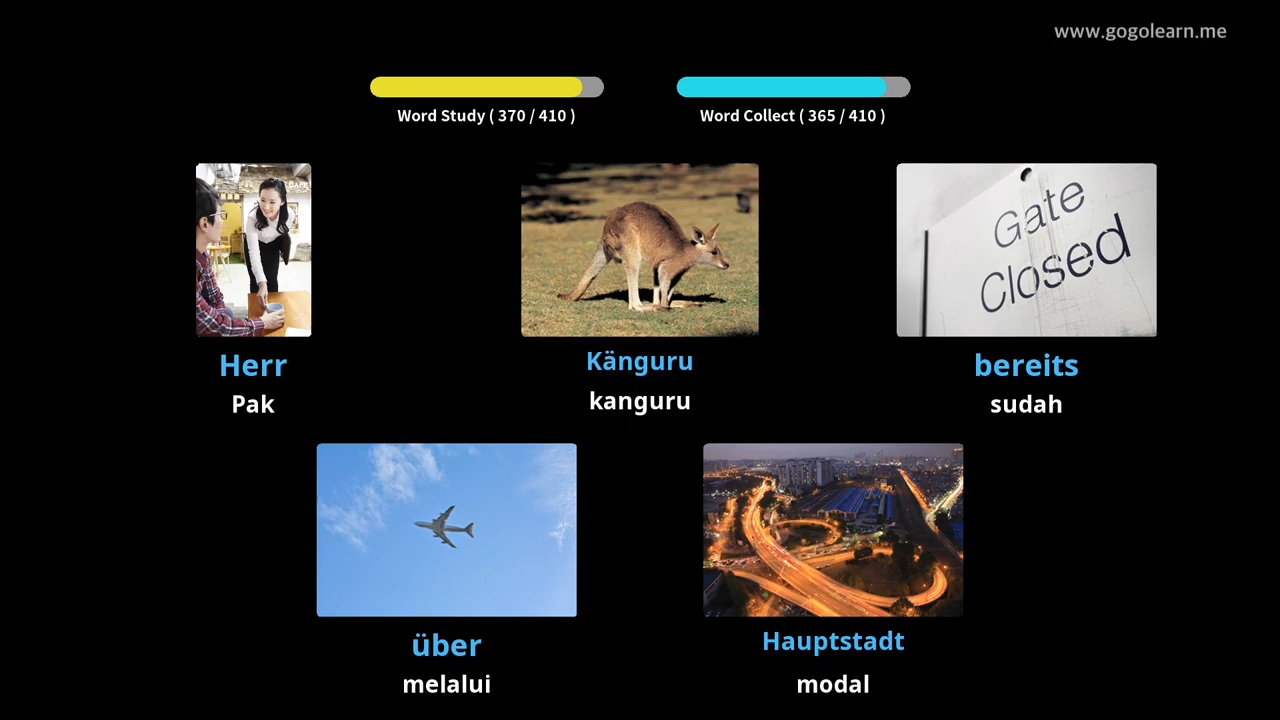 www.gogolearn.me
Word Study ( 370 / 410 )
Word Collect ( 365 / 410 )
Gate
Closed
Herr
Pak
Känguru
kanguru
bereits
sudah
über
melalui
Hauptstadt
modal